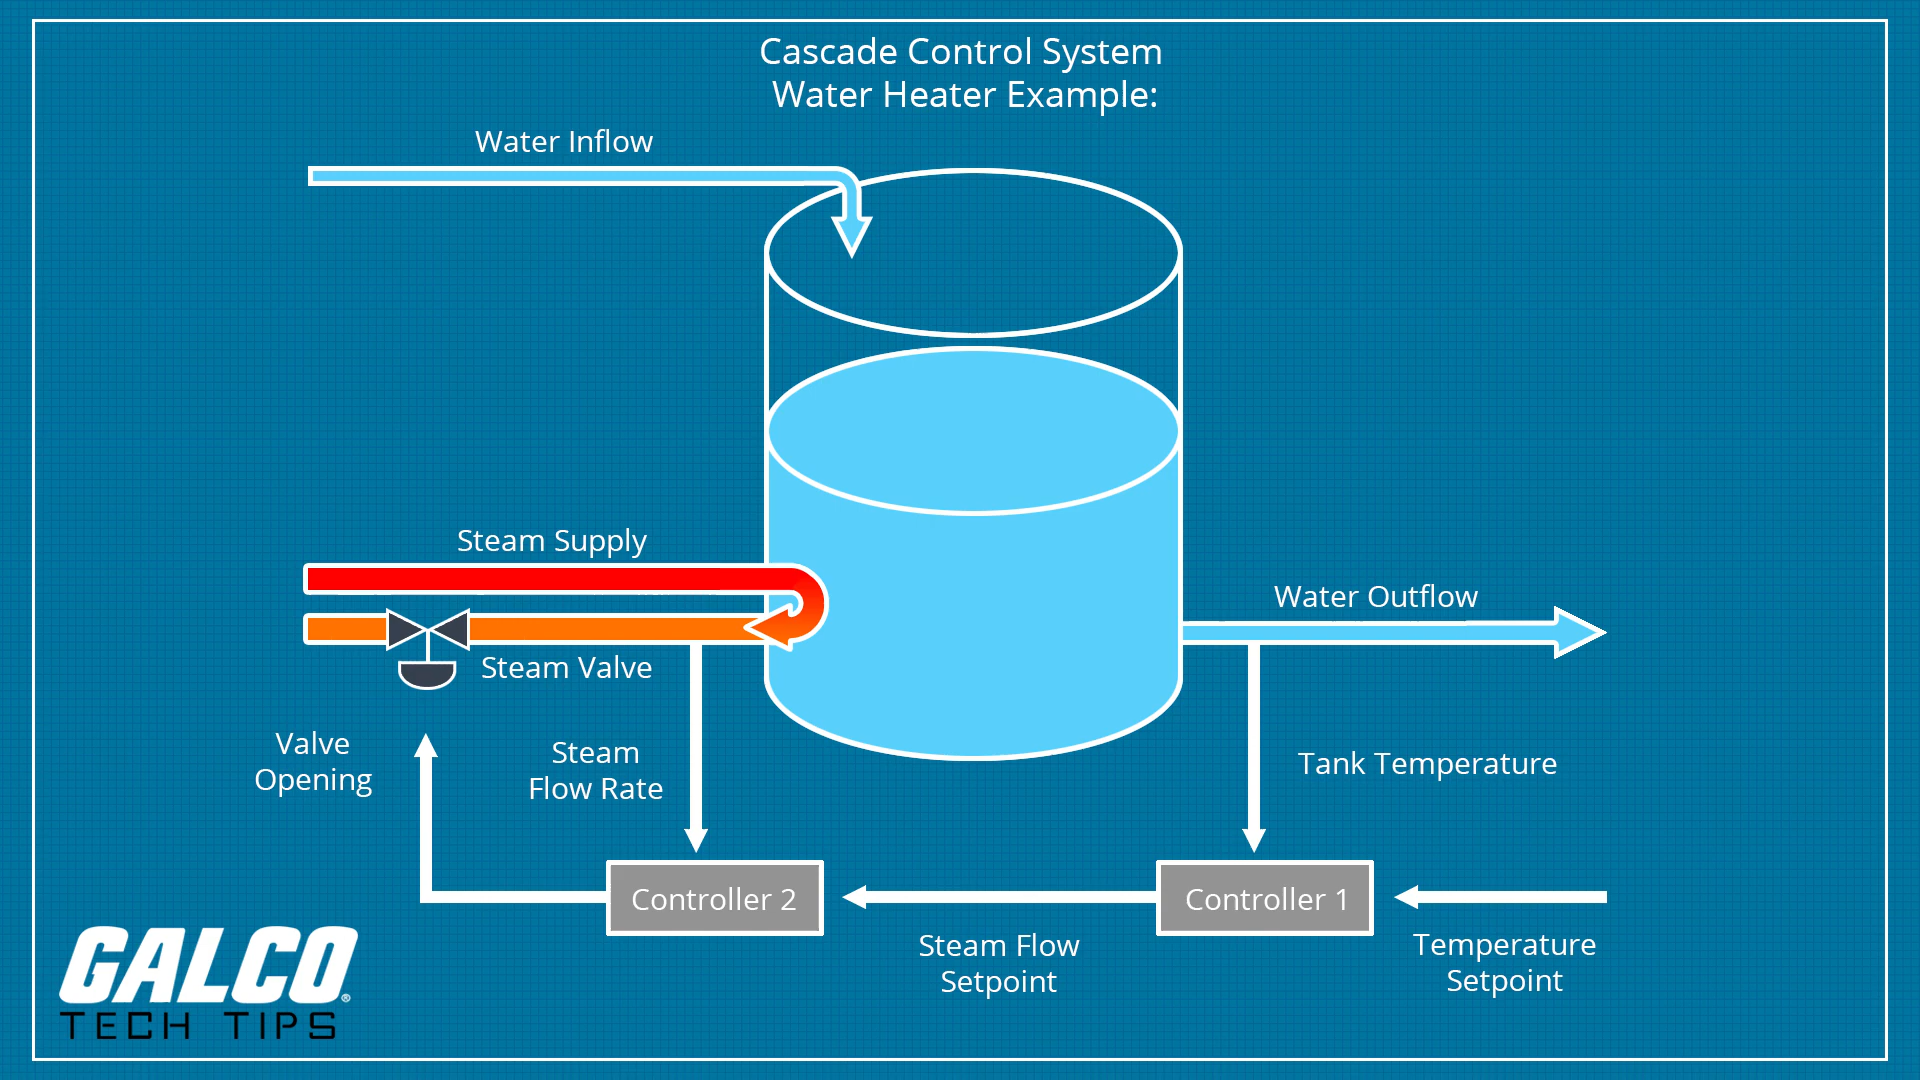 Cascade Control System
Water Heater Example:
Water Inflow
Steam Supply
Steam Valve
Water Outflow
Valve
Opening
Steam
Flow Rate
Tank Temperature
Controller 2
Controller 1
Steam Flow
Setpoint
Temperature
Setpoint
GALCO®
TECH TIPS